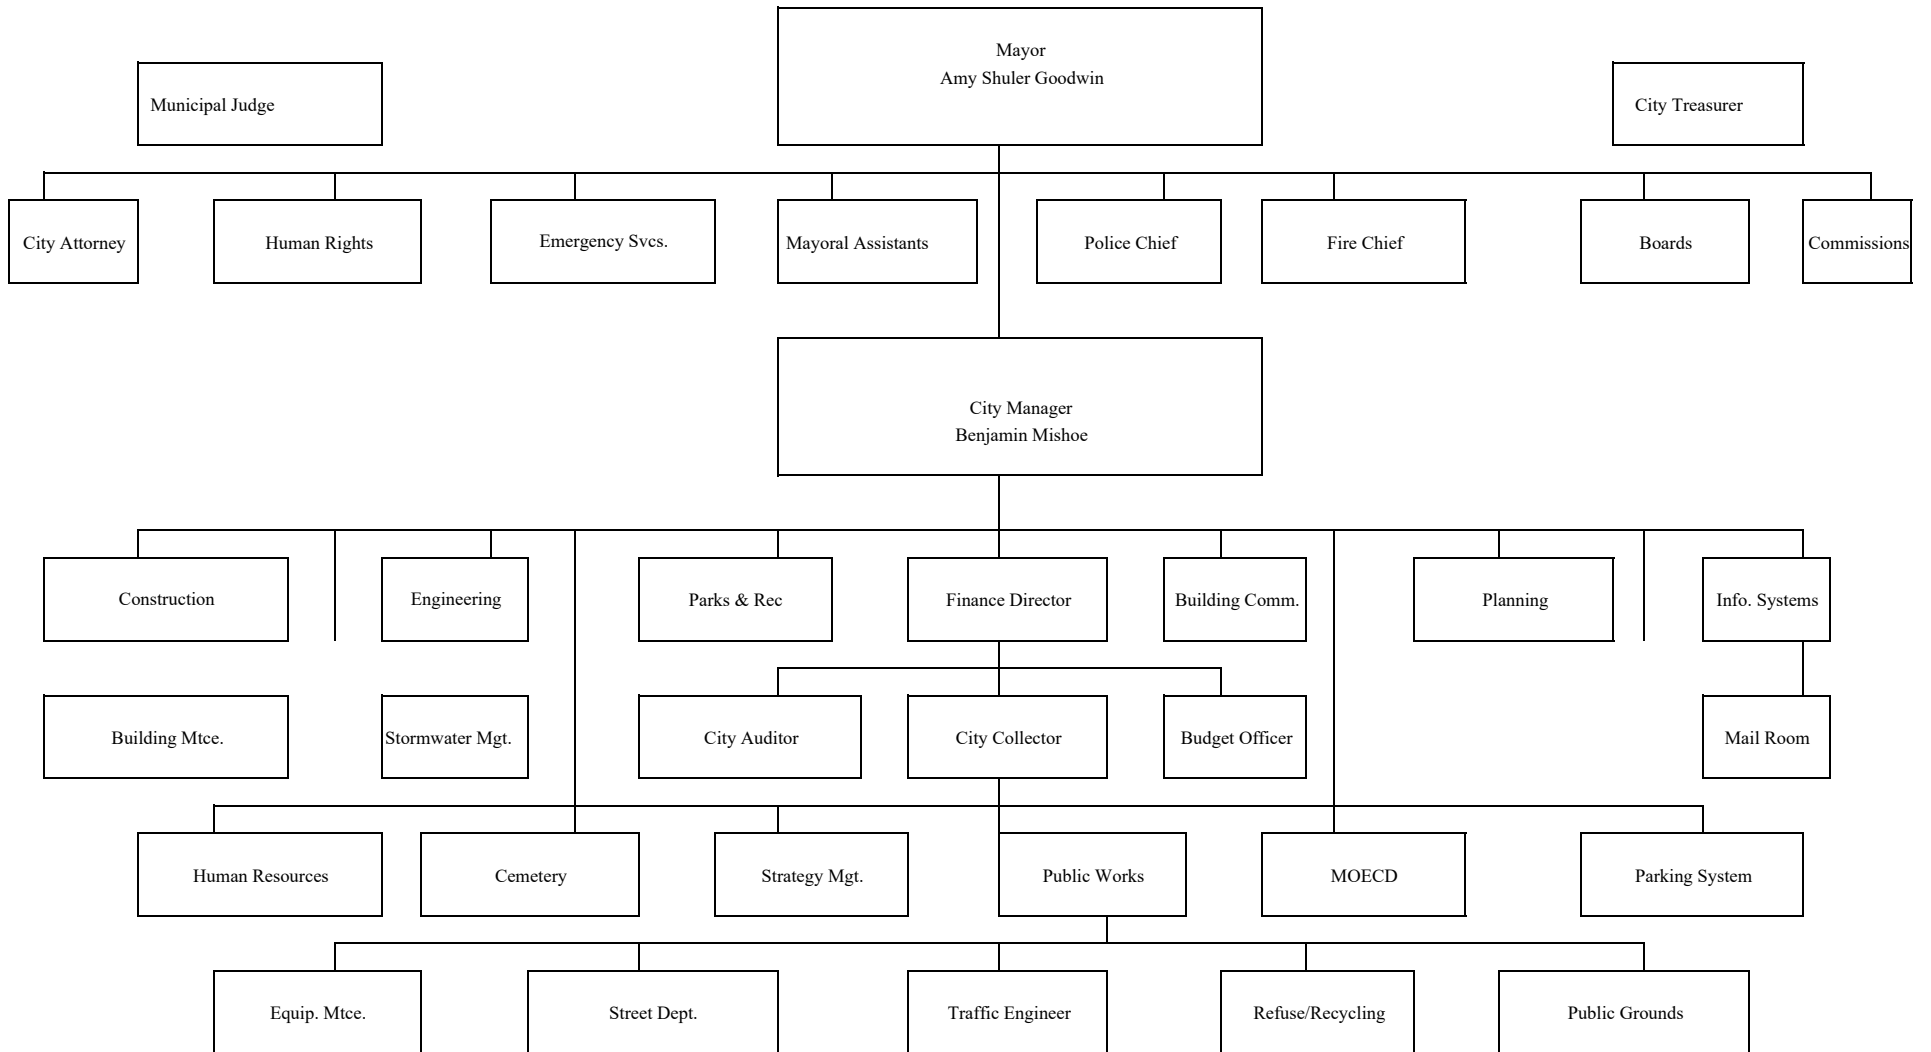 Mayor
Amy Shuler Goodwin
Municipal Judge
City Treasurer
City Attorney
Human Rights
Emergency Svcs.
Mayoral Assistants
Police Chief
Fire Chief
Boards
Commissions
City Manager
Benjamin Mishoe
Construction
Engineering
Parks & Rec
Finance Director
Building Comm.
Planning
Info. Systems
Building Mtce.
Stormwater Mgt.
City Auditor
City Collector
Budget Officer
Mail Room
Human Resources
Cemetery
Strategy Mgt.
Public Works
MOECD
Parking System
Equip. Mtce.
Street Dept.
Traffic Engineer
Refuse/Recycling
Public Grounds